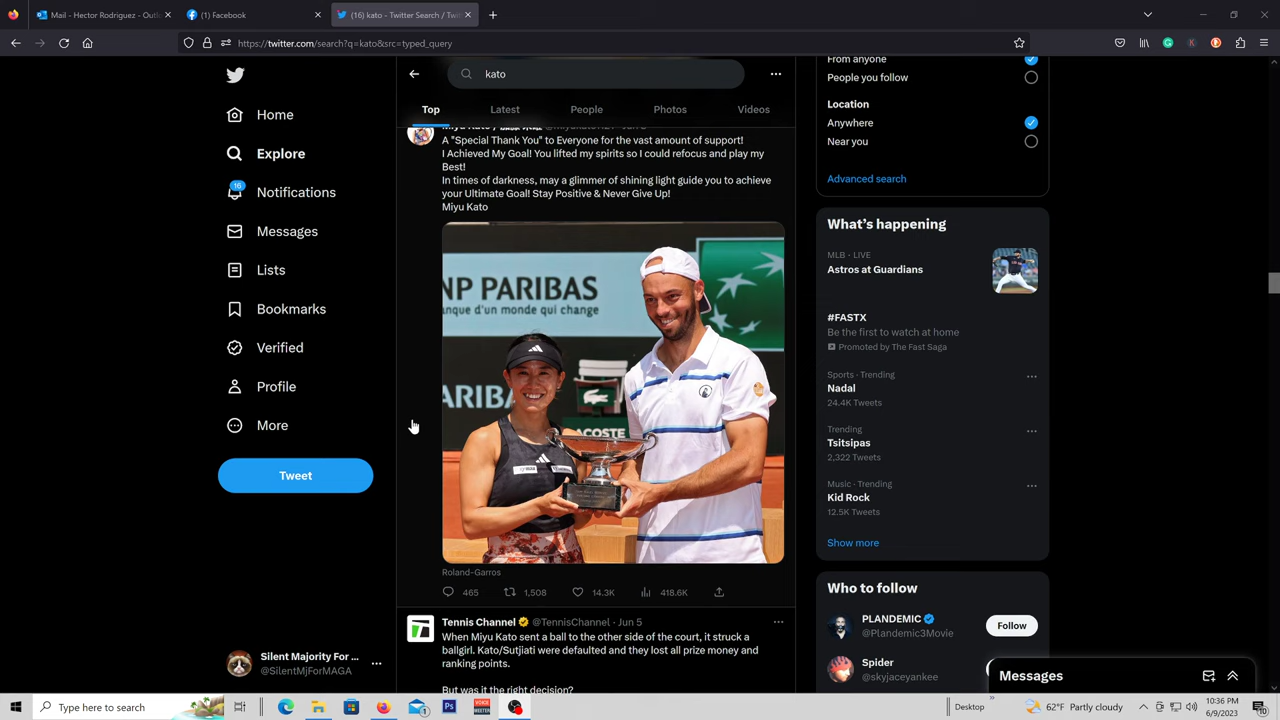 Mail - Hector Rodriguez - Outl
(1) Facebook
(16) kato - Twitter Search / Twi
https://twitter.com/search?q=kato&src=typed_query
kato
Top
Latest
People
Photos
Videos
Home
Explore
16
Notifications
Messages
Lists
Bookmarks
Verified
Profile
More
Tweet
Silent Majority For ...
@SilentMjForMAGA
A "Special Thank You" to Everyone for the vast amount of support!
I Achieved My Goal! You lifted my spirits so I could refocus and play my
Best!
In times of darkness, may a glimmer of shining light guide you to achieve
your Ultimate Goal! Stay Positive & Never Give Up!
Miyu Kato
NP PARIBAS
nque d'un monde qui change
ARIBA
LACOSTE
Roland-Garros
465
1,508
14.3K
418.6K
Tennis Channel
@TennisChannel · Jun 5
When Miyu Kato sent a ball to the other side of the court, it struck a
ballgirl. Kato/Sutjiati were defaulted and they lost all prize money and
ranking points.
But was it the right decision?
From anyone
People you follow
Location
Anywhere
Near you
Advanced search
What's happening
MLB · LIVE
Astros at Guardians
#FASTX
Be the first to watch at home
Promoted by The Fast Saga
Sports · Trending
Nadal
24.4K Tweets
Trending
Tsitsipas
2,322 Tweets
Music · Trending
Kid Rock
12.5K Tweets
Show more
Who to follow
PLANDEMIC
@Plandemic3Movie
Follow
Spider
@skyjaceyankee
Messages
Type here to search
Desktop
62°F Partly cloudy
10:36 PM
6/9/2023